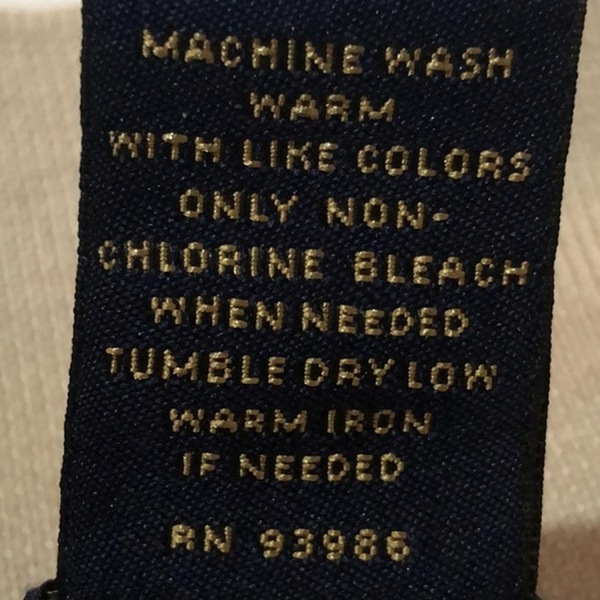 MACHINE WASH
WARM
WITH LIKE COLORS
ONLY NON-
CHLORINE BLEACH
WHEN NEEDED
TUMBLE DRY LOW
WARM IRON
IF NEEDED
RN 93986